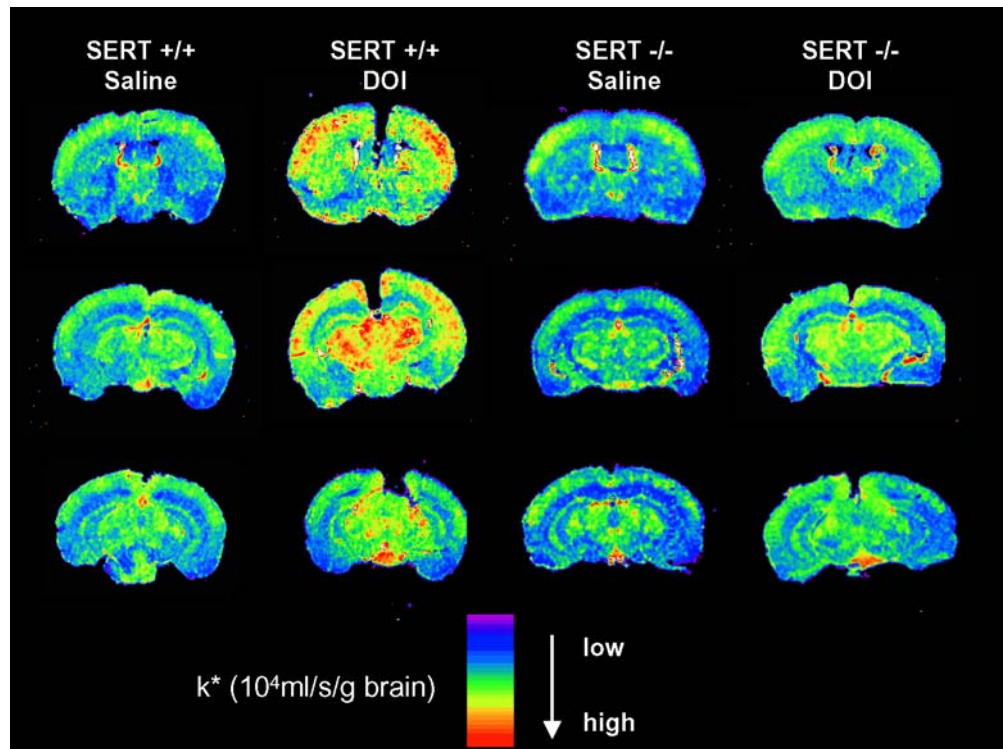 SERT +/+
Saline
SERT +/+
DOI
SERT -/-
Saline
SERT -/-
DOI
k* (10⁴ml/s/g brain)
low
high